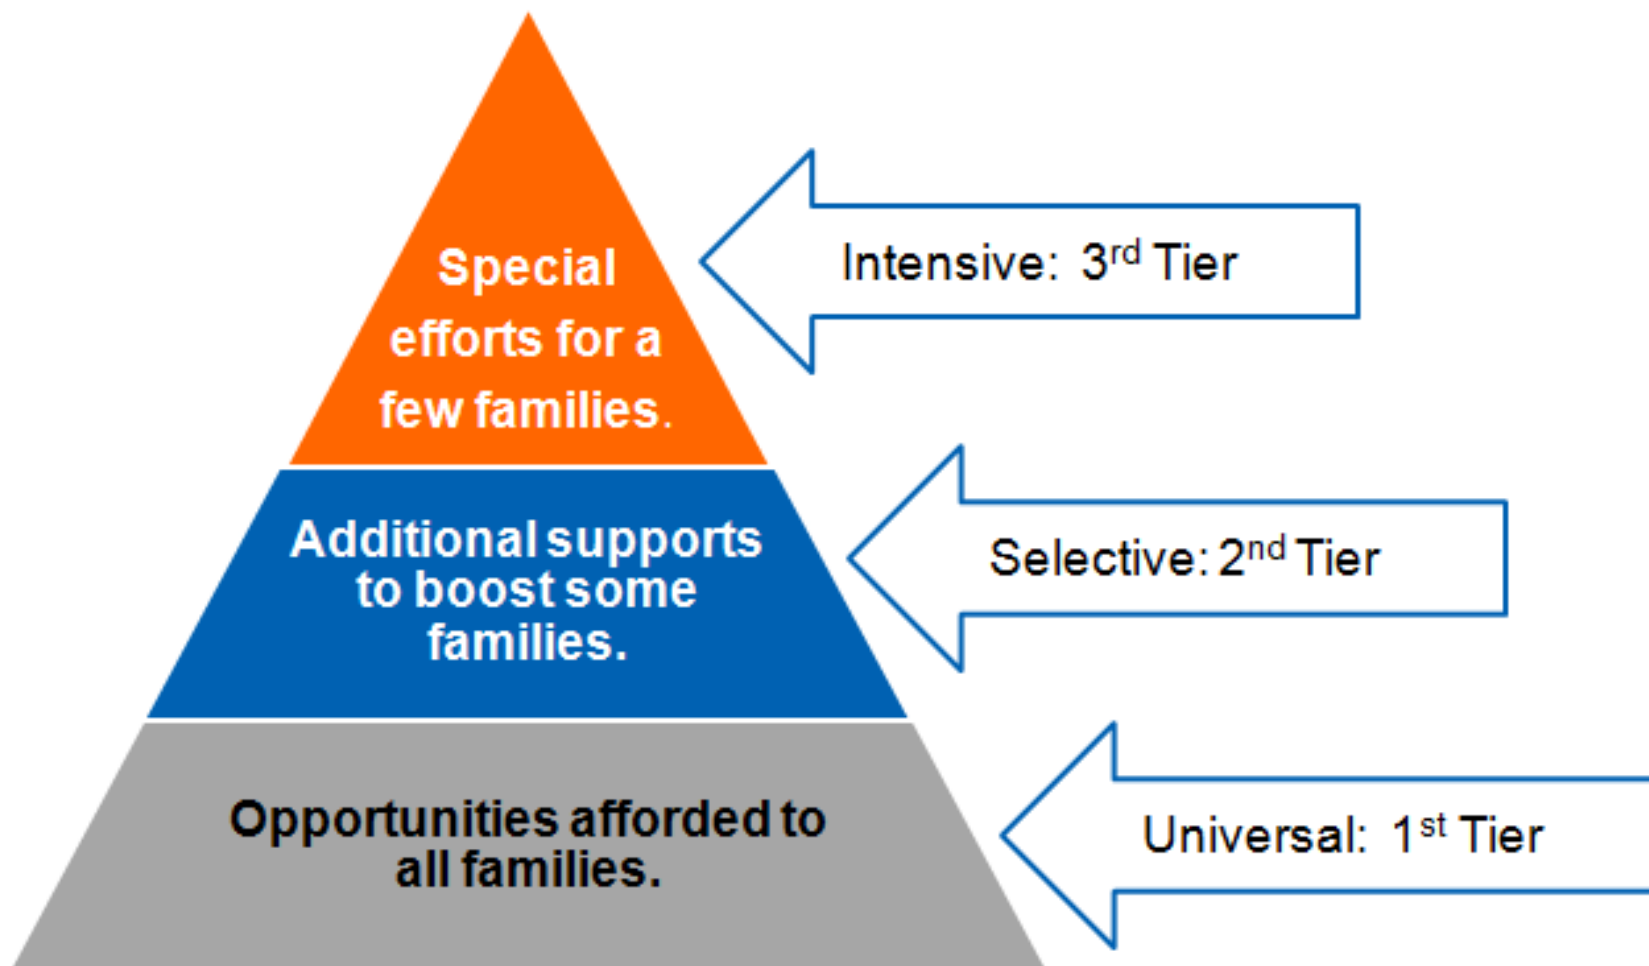 Special
efforts for a
few families.
Intensive: 3rd Tier
Additional supports
to boost some
families.
Selective: 2nd Tier
Opportunities afforded to
all families.
Universal: 1st Tier